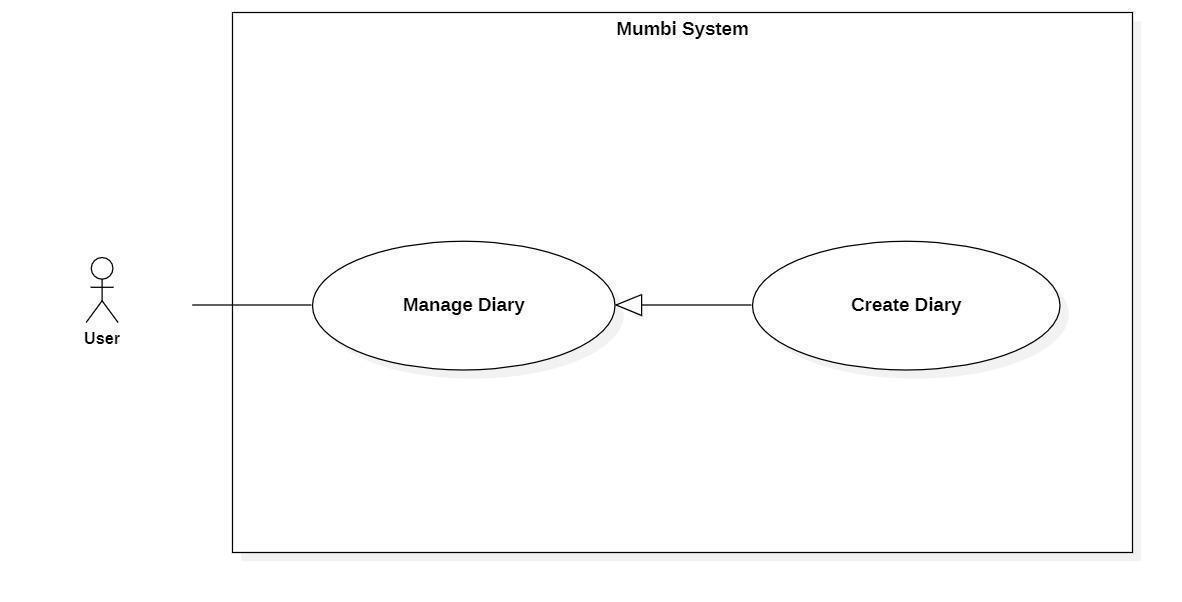 Mumbi System
Manage Diary
Create Diary
User